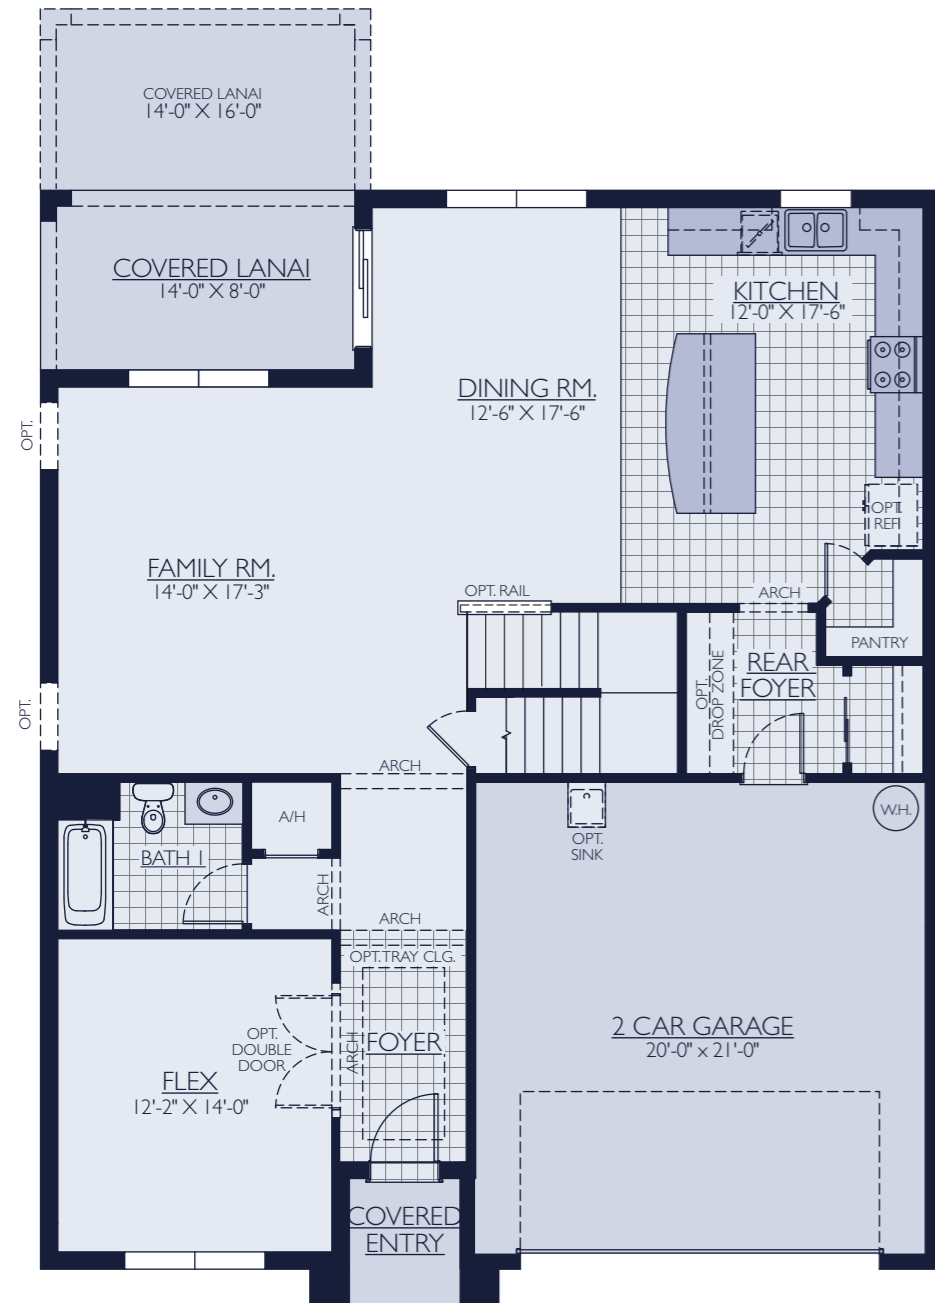 COVERED LANAI
14'-0" X 16'-0"
COVERED LANAI
14'-0" X 8'-0"
KITCHEN
12'-0" X 17'-6"
DINING RM.
12'-6" X 17'-6"
OPT.
OPT.
REF
FAMILY RM.
14'-0" X 17'-3"
OPT. RAIL
ARCH
PANTRY
REAR
FOYER
OPT.
DROP ZONE
OPT.
ARCH
A/H
W.H.
OPT.
SINK
BATH 1
ARCH
ARCH
OPT. TRAY CLG.
OPT.
DOUBLE
DOOR
ARCH
FOYER
2 CAR GARAGE
20'-0" x 21'-0"
FLEX
12'-2" X 14'-0"
COVERED
ENTRY